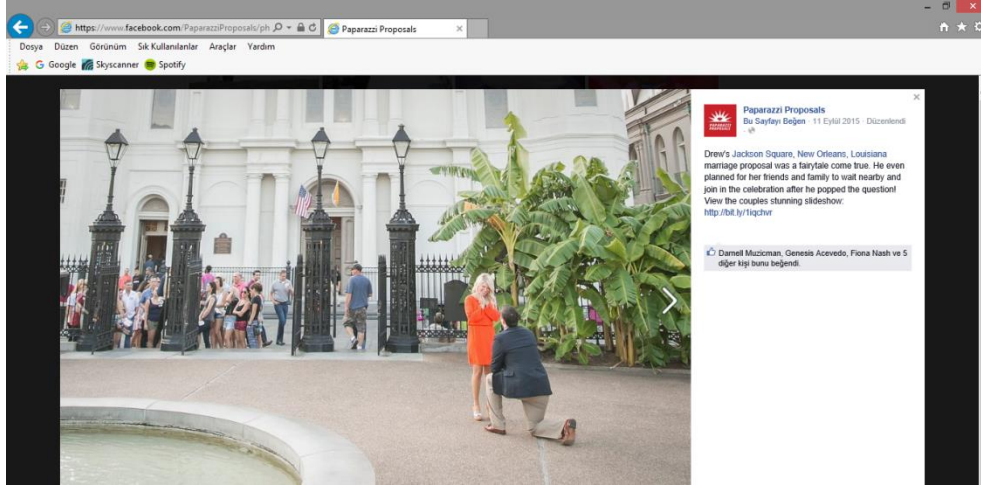 https://www.facebook.com/PaparazziProposals/ph
Paparazzi Proposals
Dosya Düzen Görünüm Sık Kullanılanlar Araçlar Yardım
Google Skyscanner Spotify
Paparazzi Proposals
Bu Sayfayı Beğen · 11 Eylül 2015 · Düzenlendi
PAPARAZZI
PROPOSALS
Drew's Jackson Square, New Orleans, Louisiana
marriage proposal was a fairytale come true. He even
planned for her friends and family to wait nearby and
join in the celebration after he popped the question!
View the couples stunning slideshow:
http://bit.ly/1iqchvr
Darnell Muzicman, Genesis Acevedo, Fiona Nash ve 5
diğer kişi bunu beğendi.